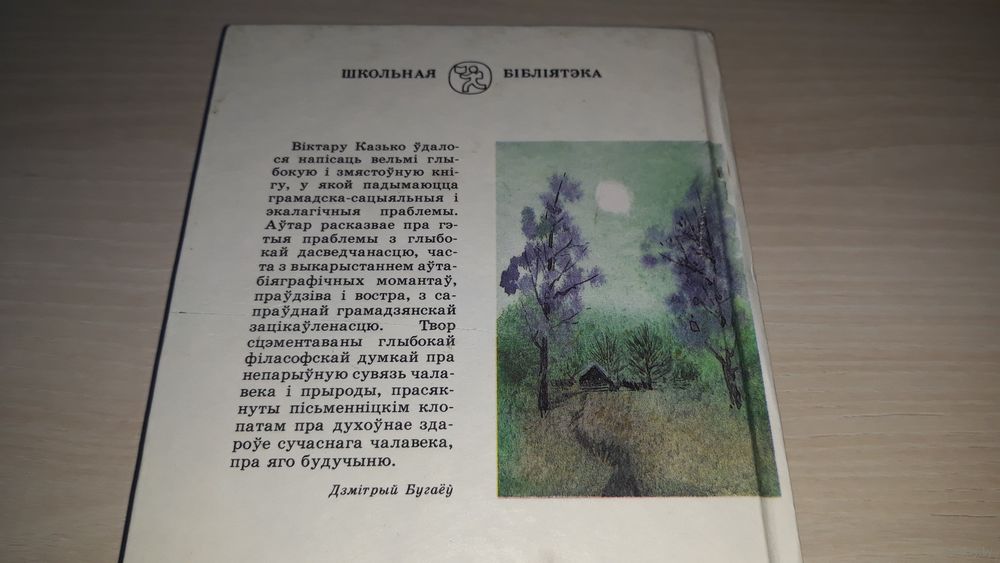 ШКОЛЬНАЯ БІБЛІЯТЭКА
Віктару Казько ўдало-
ся напісаць вельмі глы-
бокую і змястоўную кні-
гу, у якой падымаюцца
грамадска-сацыяльныя і
экалагічныя праблемы.
Аўтар расказвае пра гэ-
тыя праблемы з глыбо-
кай дасведчанасцю, час-
та з выкарыстаннем аўта-
біяграфічных момантаў,
праўдзіва і востра, з са-
праўднай грамадзянскай
зацікаўленасцю. Твор
сцэментаваны глыбокай
філасофскай думкай пра
непарыўную сувязь чала-
века і прыроды, прасяк-
нуты пісьменніцкім кло-
патам пра духоўнае зда-
роўе сучаснага чалавека,
пра яго будучыню.
Дзмітрый Бугаёў